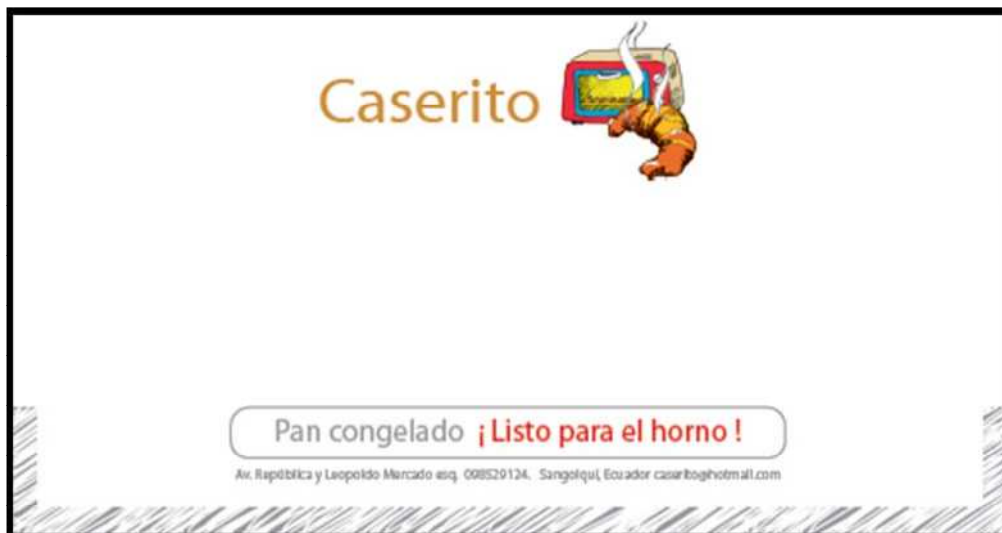 Caserito
Pan congelado ¡ Listo para el horno !
Av. República y Leopoldo Mercado esq. 098529124. Sangolquí, Ecuador caserito@hotmail.com